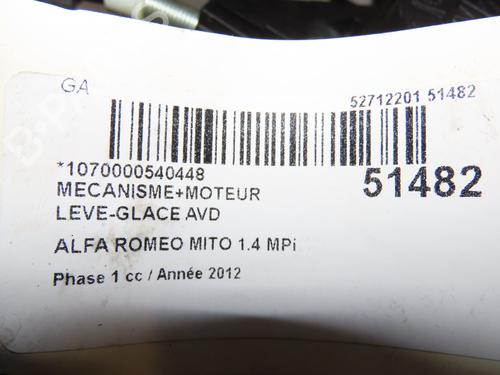 GA
52712201 51482
*1070000540448
51482
MECANISME+MOTEUR
LEVE-GLACE AVD
ALFA ROMEO MITO 1.4 MPi
Phase 1 cc / Année 2012